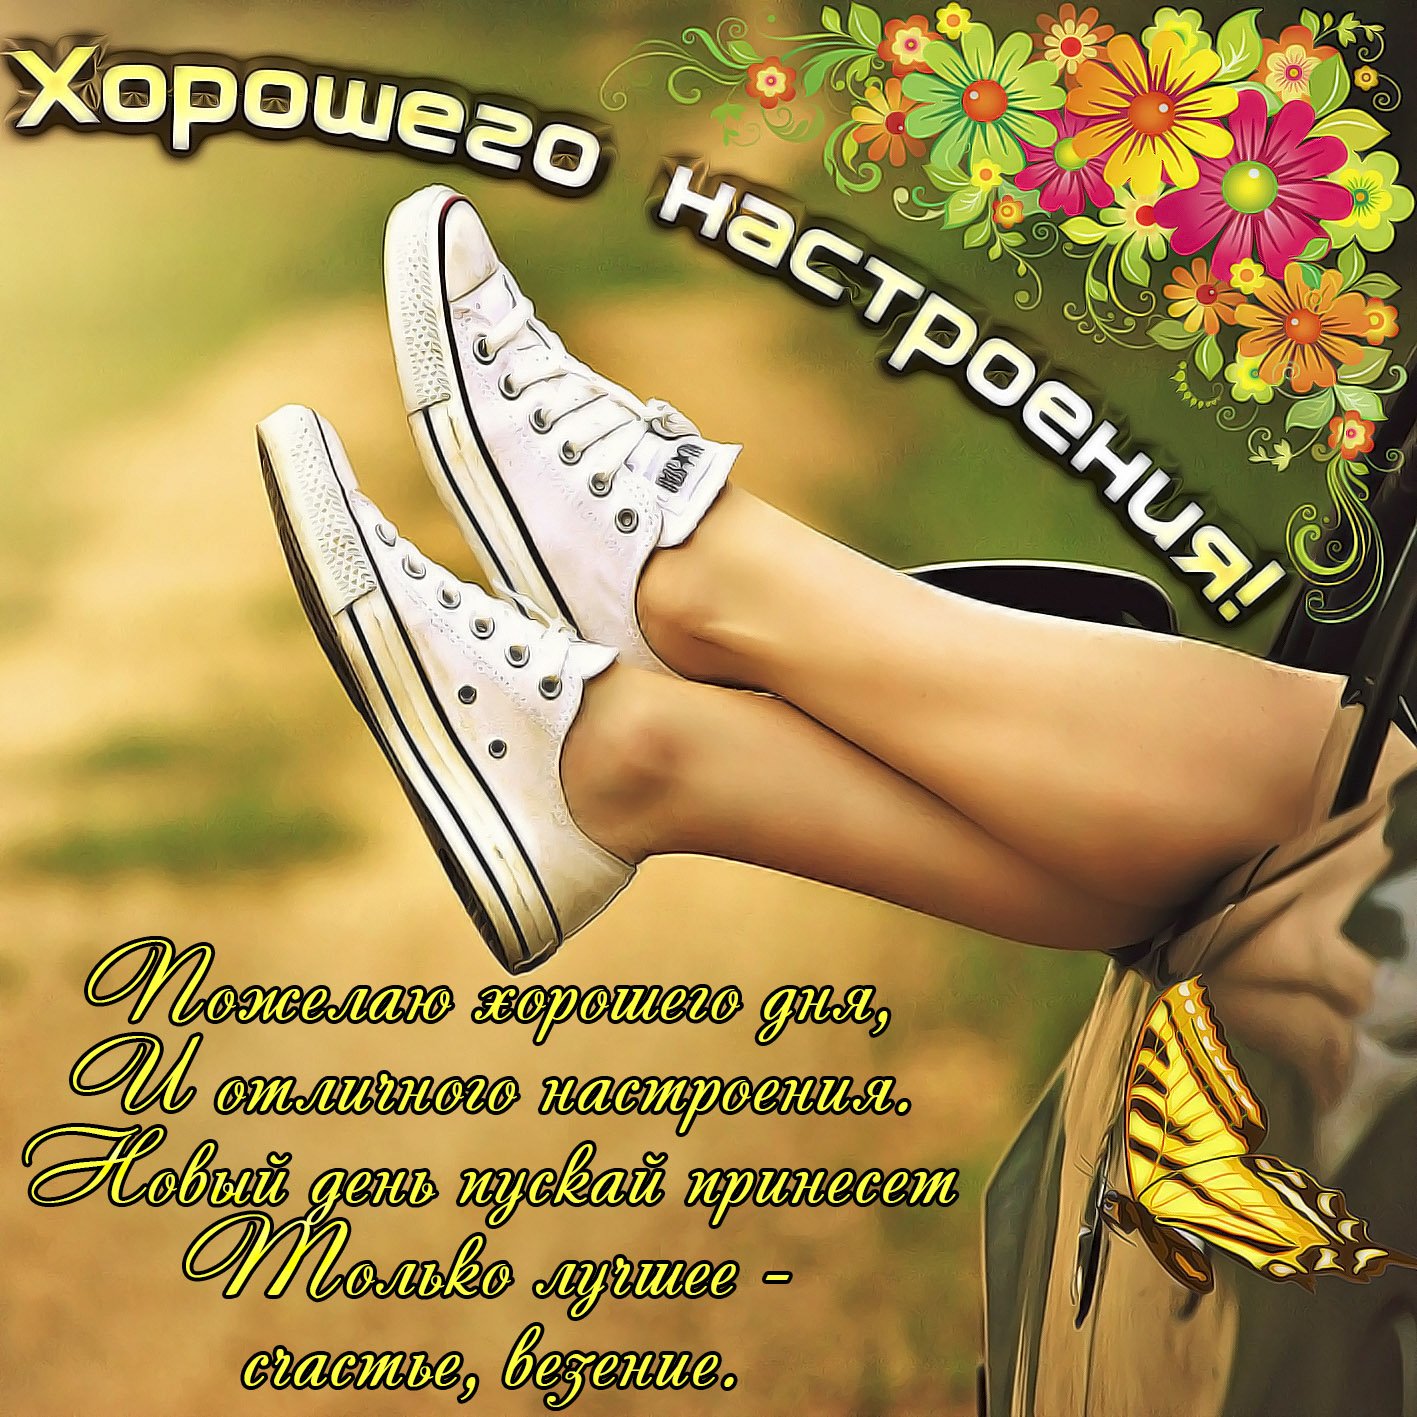 Хорошего настроения!
Пожелаю хорошего дня,
И отличного настроения.
Новый день пускай принесет
Только лучшее -
счастье, везение.